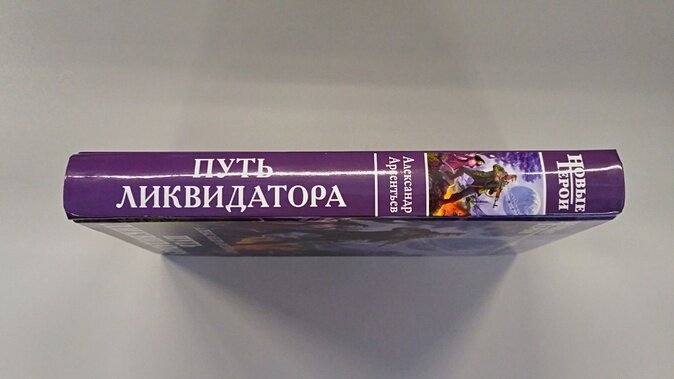 ПУТЬ
ЛИКВИДАТОРА
Александр
Арсентьев
НОВЫЕ
ГЕРОИ